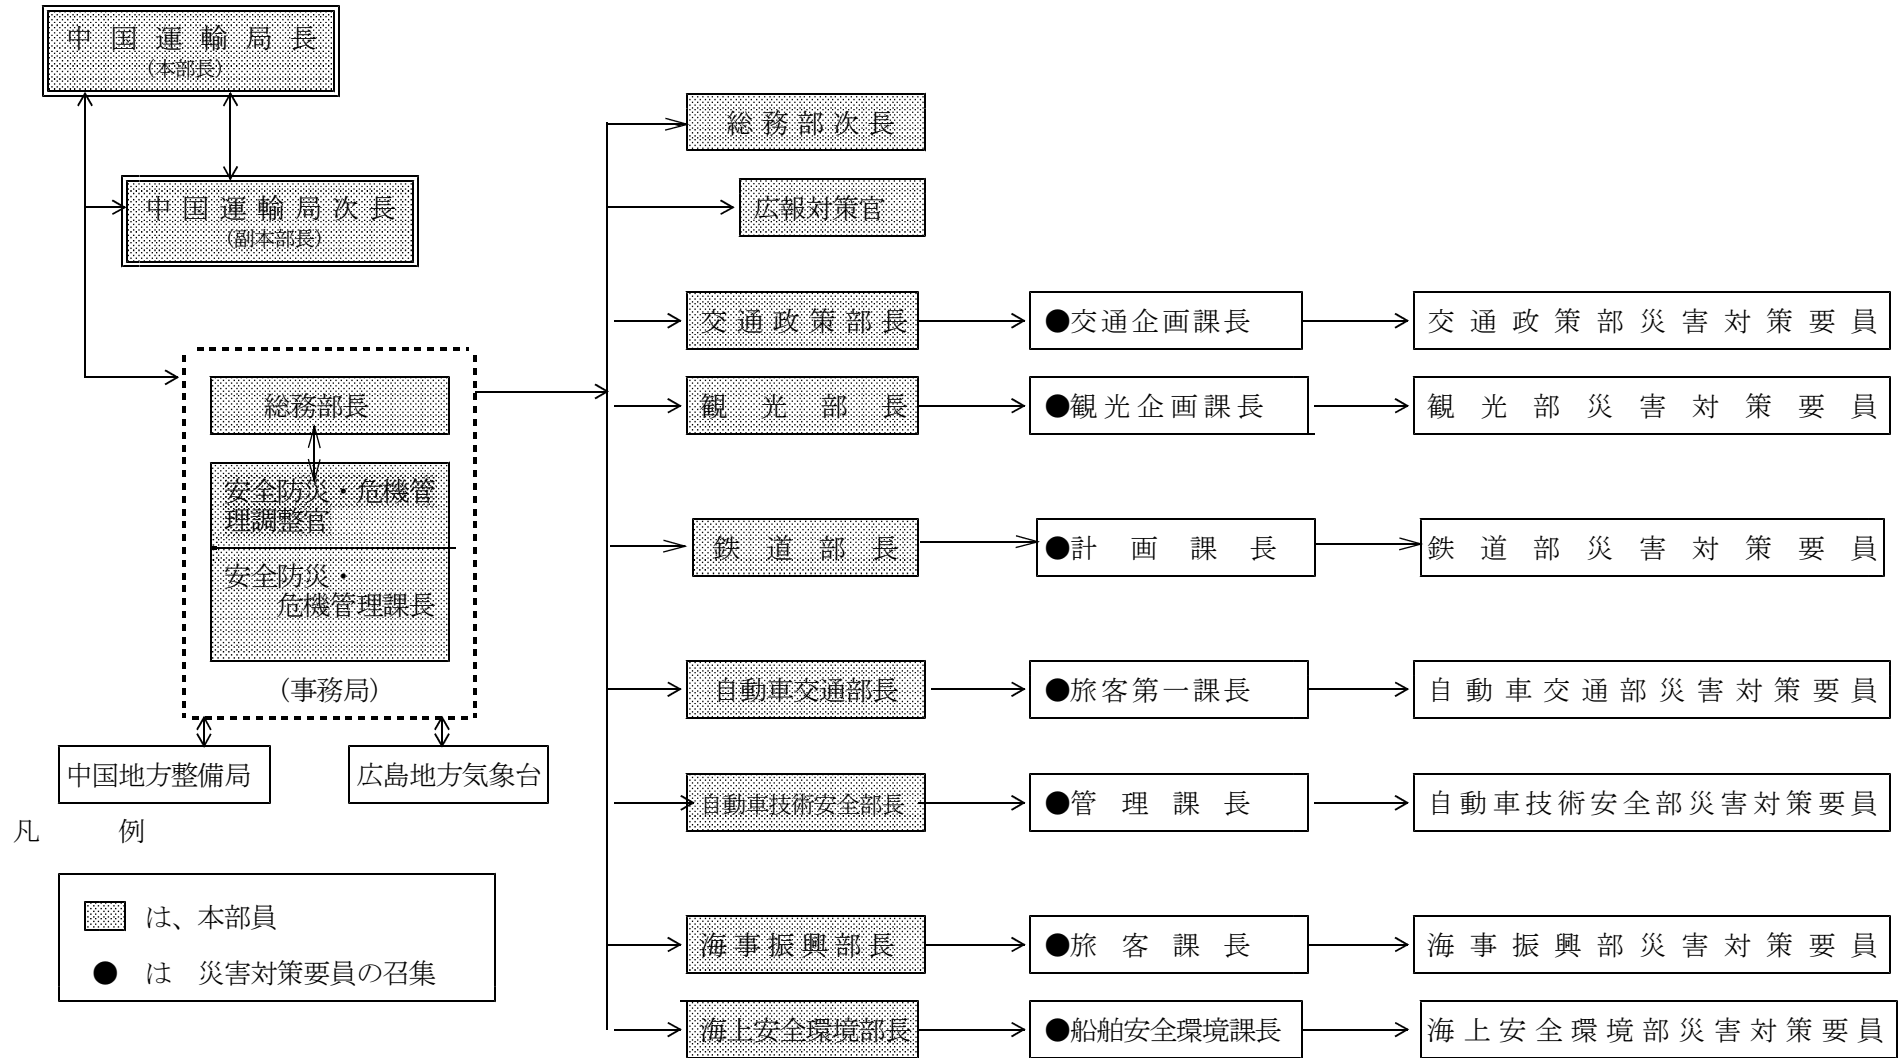 中国運輸局長
(本部長)
中国運輸局次長
(副本部長)
総務部長
安全防災・危機管
理調整官
安全防災・
危機管理課長
(事務局)
中国地方整備局
広島地方気象台
総務部次長
広報対策官
交通政策部長
●交通企画課長
交通政策部災害対策要員
観光部長
●観光企画課長
観光部災害対策要員
鉄道部長
●計画課長
鉄道部災害対策要員
自動車交通部長
●旅客第一課長
自動車交通部災害対策要員
自動車技術安全部長
●管理課長
自動車技術安全部災害対策要員
海事振興部長
●旅客課長
海事振興部災害対策要員
海上安全環境部長
●船舶安全環境課長
海上安全環境部災害対策要員
凡例
は、本部員
● は 災害対策要員の召集